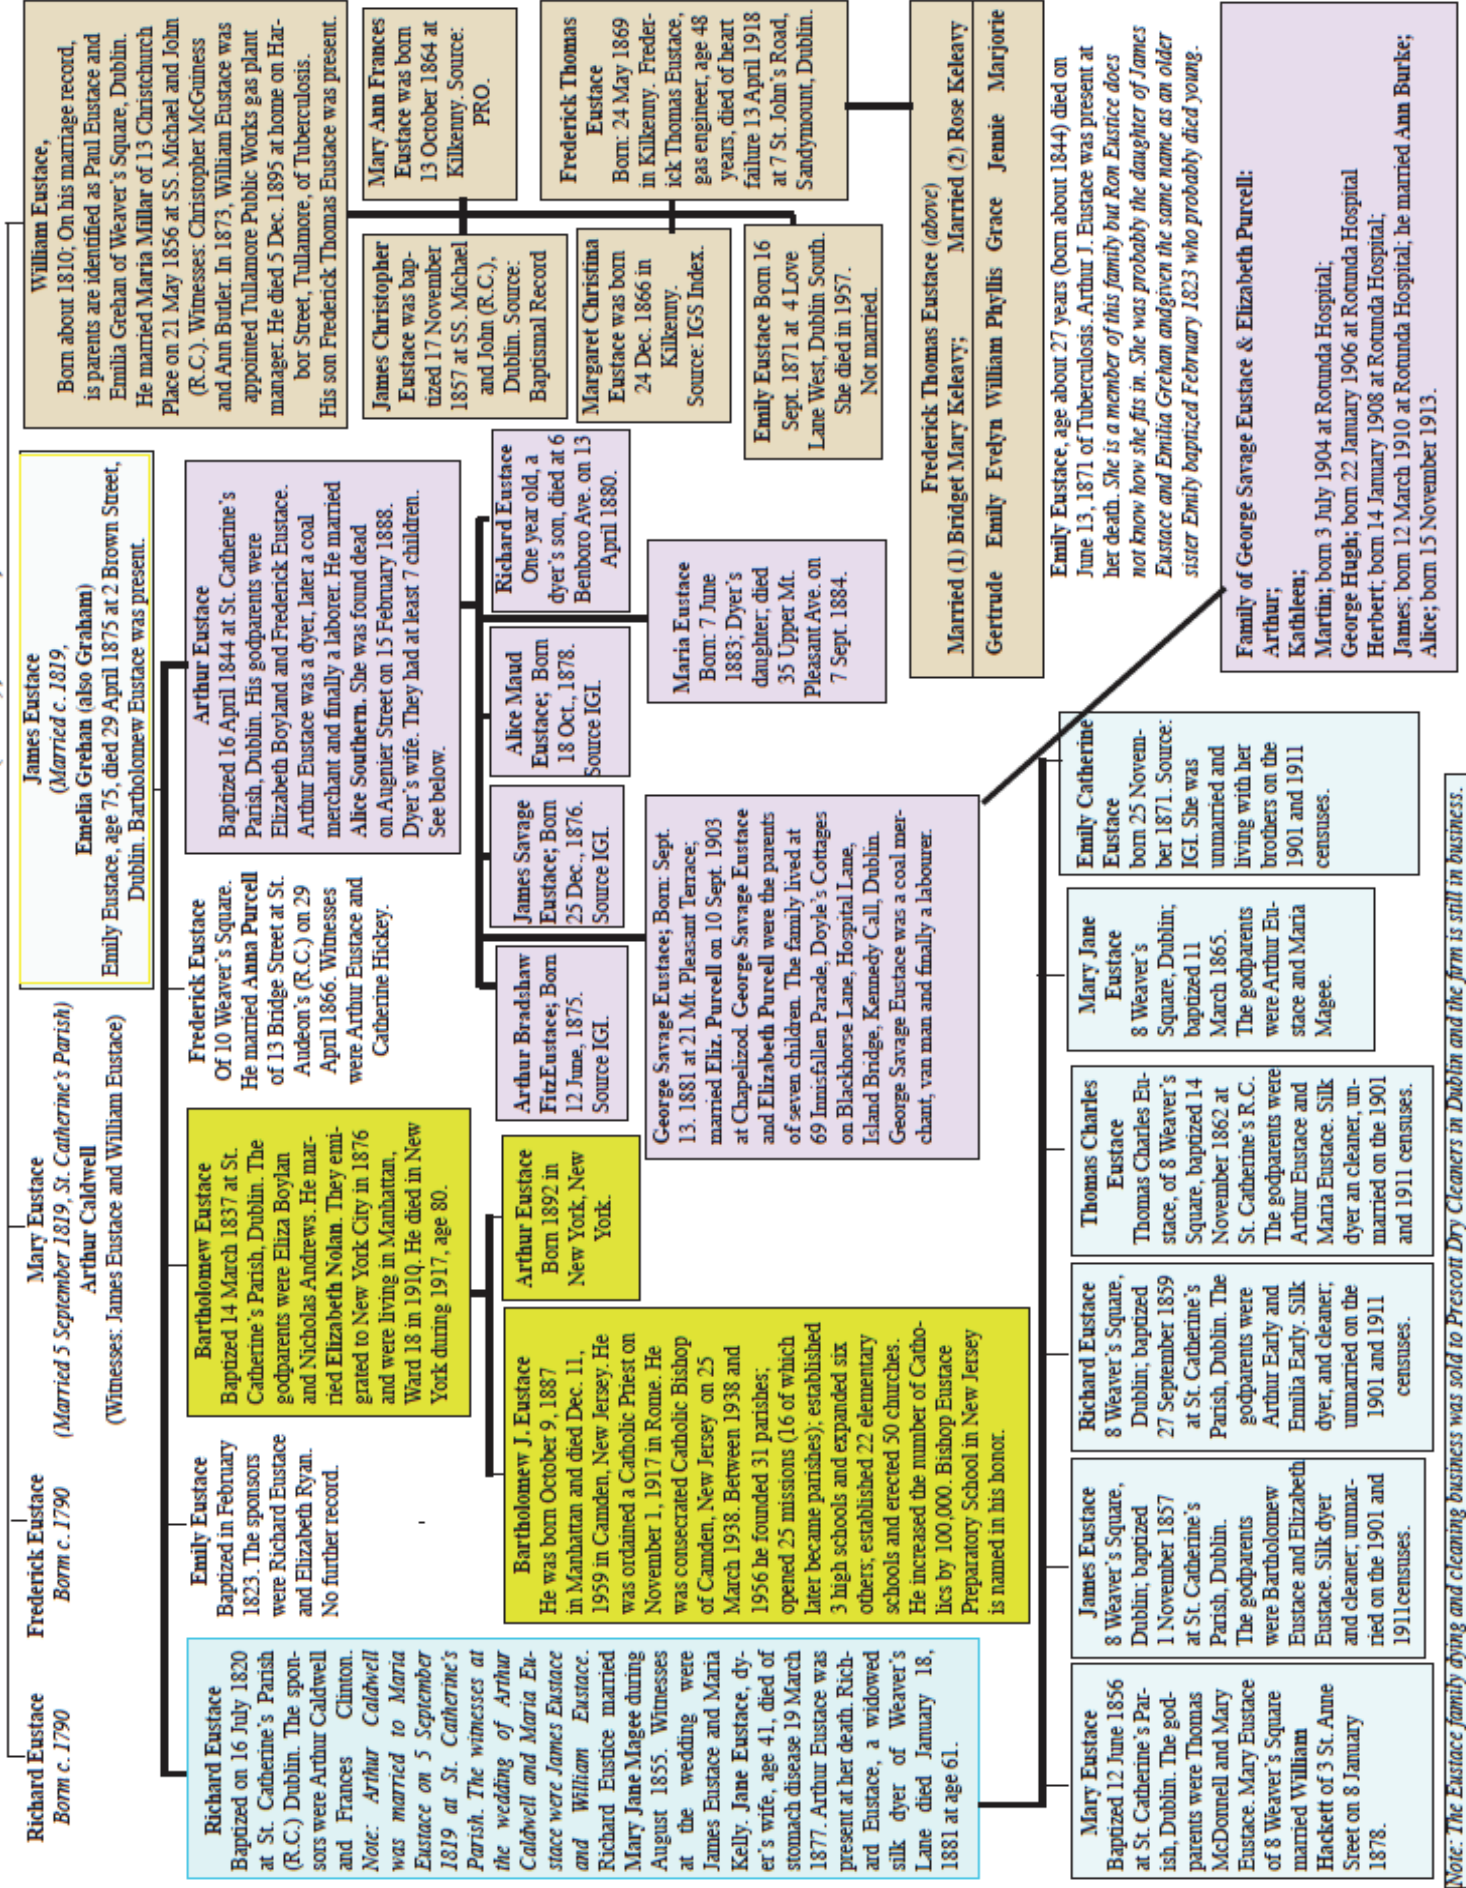 Richard Eustace
Born c. 1790
Frederick Eustace
Born c. 1790
Mary Eustace
(Married 5 September 1819, St. Catherine's Parish)
Arthur Caldwell
(Witnesses: James Eustace and William Eustace)
James Eustace
(Married c. 1819,
Emelia Grehan (also Graham)
Emily Eustace, age 75, died 29 April 1875 at 2 Brown Street,
Dublin. Bartholomew Eustace was present.
William Eustace,
Born about 1810; On his marriage record,
is parents are identified as Paul Eustace and
Emilia Grehan of Weaver's Square, Dublin.
He married Maria Millar of 13 Christchurch
Place on 21 May 1856 at SS. Michael and John
(R.C.). Witnesses: Christopher McGuiness
and Ann Butler. In 1873, William Eustace was
appointed Tullamore Public Works gas plant
manager. He died 5 Dec. 1895 at home on Har-
bor Street, Tullamore, of Tuberculosis.
His son Frederick Thomas Eustace was present.
Richard Eustace
Baptized on 16 July 1820
at St. Catherine's Parish
(R.C.) Dublin. The spon-
sors were Arthur Caldwell
and Frances Clinton.
Note: Arthur Caldwell
was married to Maria
Eustace on 5 September
1819 at St. Catherine's
Parish. The witnesses at
the wedding of Arthur
Caldwell and Maria Eu-
stace were James Eustace
and William Eustace.
Richard Eustice married
Mary Jane Magee during
August 1855. Witnesses
at the wedding were
James Eustace and Maria
Kelly. Jane Eustace, dy-
er's wife, age 41, died of
stomach disease 19 March
1877. Arthur Eustace was
present at her death. Rich-
ard Eustace, a widowed
silk dyer of Weaver's
Lane died January 18,
1881 at age 61.
Emily Eustace
Baptized in February
1823. The sponsors
were Richard Eustace
and Elizabeth Ryan.
No further record.
-
Bartholomew Eustace
Baptized 14 March 1837 at St.
Catherine's Parish, Dublin. The
godparents were Eliza Boylan
and Nicholas Andrews. He mar-
ried Elizabeth Nolan. They emi-
grated to New York City in 1876
and were living in Manhattan,
Ward 18 in 1910. He died in New
York during 1917, age 80.
Frederick Eustace
Of 10 Weaver's Square.
He married Anna Purcell
of 13 Bridge Street at St.
Audeon's (R.C.) on 29
April 1866. Witnesses
were Arthur Eustace and
Catherine Hickey.
Arthur Eustace
Baptized 16 April 1844 at St. Catherine's
Parish, Dublin. His godparents were
Elizabeth Boyland and Frederick Eustace.
Arthur Eustace was a dyer, later a coal
merchant and finally a laborer. He married
Alice Southern. She was found dead
on Augnier Street on 15 February 1888.
Dyer's wife. They had at least 7 children.
See below.
James Christopher
Eustace was bap-
tized 17 November
1857 at SS. Michael
and John (R.C.),
Dublin. Source:
Baptismal Record
Mary Ann Frances
Eustace was born
13 October 1864 at
Kilkenny. Source:
PRO.
Margaret Christina
Eustace was born
24 Dec. 1866 in
Kilkenny.
Source: IGS Index.
Frederick Thomas
Eustace
Born: 24 May 1869
in Kilkenny. Freder-
ick Thomas Eustace,
gas engineer, age 48
years, died of heart
failure 13 April 1918
at 7 St. John's Road,
Sandymount, Dublin.
Emily Eustace Born 16
Sept. 1871 at 4 Love
Lane West, Dublin South.
She died in 1957.
Not married.
Bartholomew J. Eustace
He was born October 9, 1887
in Manhattan and died Dec. 11,
1959 in Camden, New Jersey. He
was ordained a Catholic Priest on
November 1, 1917 in Rome. He
was consecrated Catholic Bishop
of Camden, New Jersey on 25
March 1938. Between 1938 and
1956 he founded 31 parishes;
opened 25 missions (16 of which
later became parishes); established
3 high schools and expanded six
others; established 22 elementary
schools and erected 50 churches.
He increased the number of Catho-
lics by 100,000. Bishop Eustace
Preparatory School in New Jersey
is named in his honor.
Arthur Eustace
Born 1892 in
New York, New
York.
Arthur Bradshaw
FitzEustace; Born
12 June, 1875.
Source IGI.
James Savage
Eustace; Born
25 Dec., 1876.
Source IGI.
Alice Maud
Eustace; Born
18 Oct., 1878.
Source IGI.
Richard Eustace
One year old, a
dyer's son, died at 6
Benboro Ave. on 13
April 1880.
George Savage Eustace; Born: Sept.
13. 1881 at 21 Mt. Pleasant Terrace;
married Eliz. Purcell on 10 Sept. 1903
at Chapelizod. George Savage Eustace
and Elizabeth Purcell were the parents
of seven children. The family lived at
69 Innisfallen Parade, Doyle's Cottages
on Blackhorse Lane, Hospital Lane,
Island Bridge, Kennedy Call, Dublin.
George Savage Eustace was a coal mer-
chant, van man and finally a labourer.
Maria Eustace
Born: 7 June
1883; Dyer's
daughter; died
35 Upper Mt.
Pleasant Ave. on
7 Sept. 1884.
Frederick Thomas Eustace (above)
Married (1) Bridget Mary Keleavy; Married (2) Rose Keleavy
Gertrude Emily Evelyn William Phyllis Grace Jennie Marjorie
Emily Eustace, age about 27 years (born about 1844) died on
June 13, 1871 of Tuberculosis. Arthur J. Eustace was present at
her death. She is a member of this family but Ron Eustice does
not know how she fits in. She was probably the daughter of James
Eustace and Emilia Grehan andgiven the same name as an older
sister Emily baptized February 1823 who probably died young.
Family of George Savage Eustace & Elizabeth Purcell:
Arthur;
Kathleen;
Martin; born 3 July 1904 at Rotunda Hospital;
George Hugh; born 22 January 1906 at Rotunda Hospital
Herbert; born 14 January 1908 at Rotunda Hospital;
James; born 12 March 1910 at Rotunda Hospital; he married Ann Burke;
Alice; born 15 November 1913.
Mary Eustace
Baptized 12 June 1856
at St. Catherine's Par-
ish, Dublin. The god-
parents were Thomas
McDonnell and Mary
Eustace. Mary Eustace
of 8 Weaver's Square
married William
Hackett of 3 St. Anne
Sreet on 8 January
1878.
James Eustace
8 Weaver's Square,
Dublin; baptized
1 November 1857
at St. Catherine's
Parish, Dublin.
The godparents
were Bartholomew
Eustace and Elizabeth
Eustace. Silk dyer
and cleaner; unmar-
ried on the 1901 and
1911censuses.
Richard Eustace
8 Weaver's Square,
Dublin; baptized
27 September 1859
at St. Catherine's
Parish, Dublin. The
godparents were
Arthur Early and
Emilia Early. Silk
dyer, and cleaner;
unmarried on the
1901 and 1911
censuses.
Thomas Charles
Eustace
Thomas Charles Eu-
stace, of 8 Weaver's
Square, baptized 14
November 1862 at
St. Catherine's R.C.
The godparents were
Arthur Eustace and
Maria Eustace. Silk
dyer an cleaner, un-
married on the 1901
and 1911 censuses.
Mary Jane
Eustace
8 Weaver's
Square, Dublin;
baptized 11
March 1865.
The godparents
were Arthur Eu-
stace and Maria
Magee.
Emily Catherine
Eustace
born 25 Novem-
ber 1871. Source:
IGI. She was
unmarried and
living with her
brothers on the
1901 and 1911
censuses.
Note: The Eustace family dying and cleaning business was sold to Prescott Dry Cleaners in Dublin and the firm is still in business.